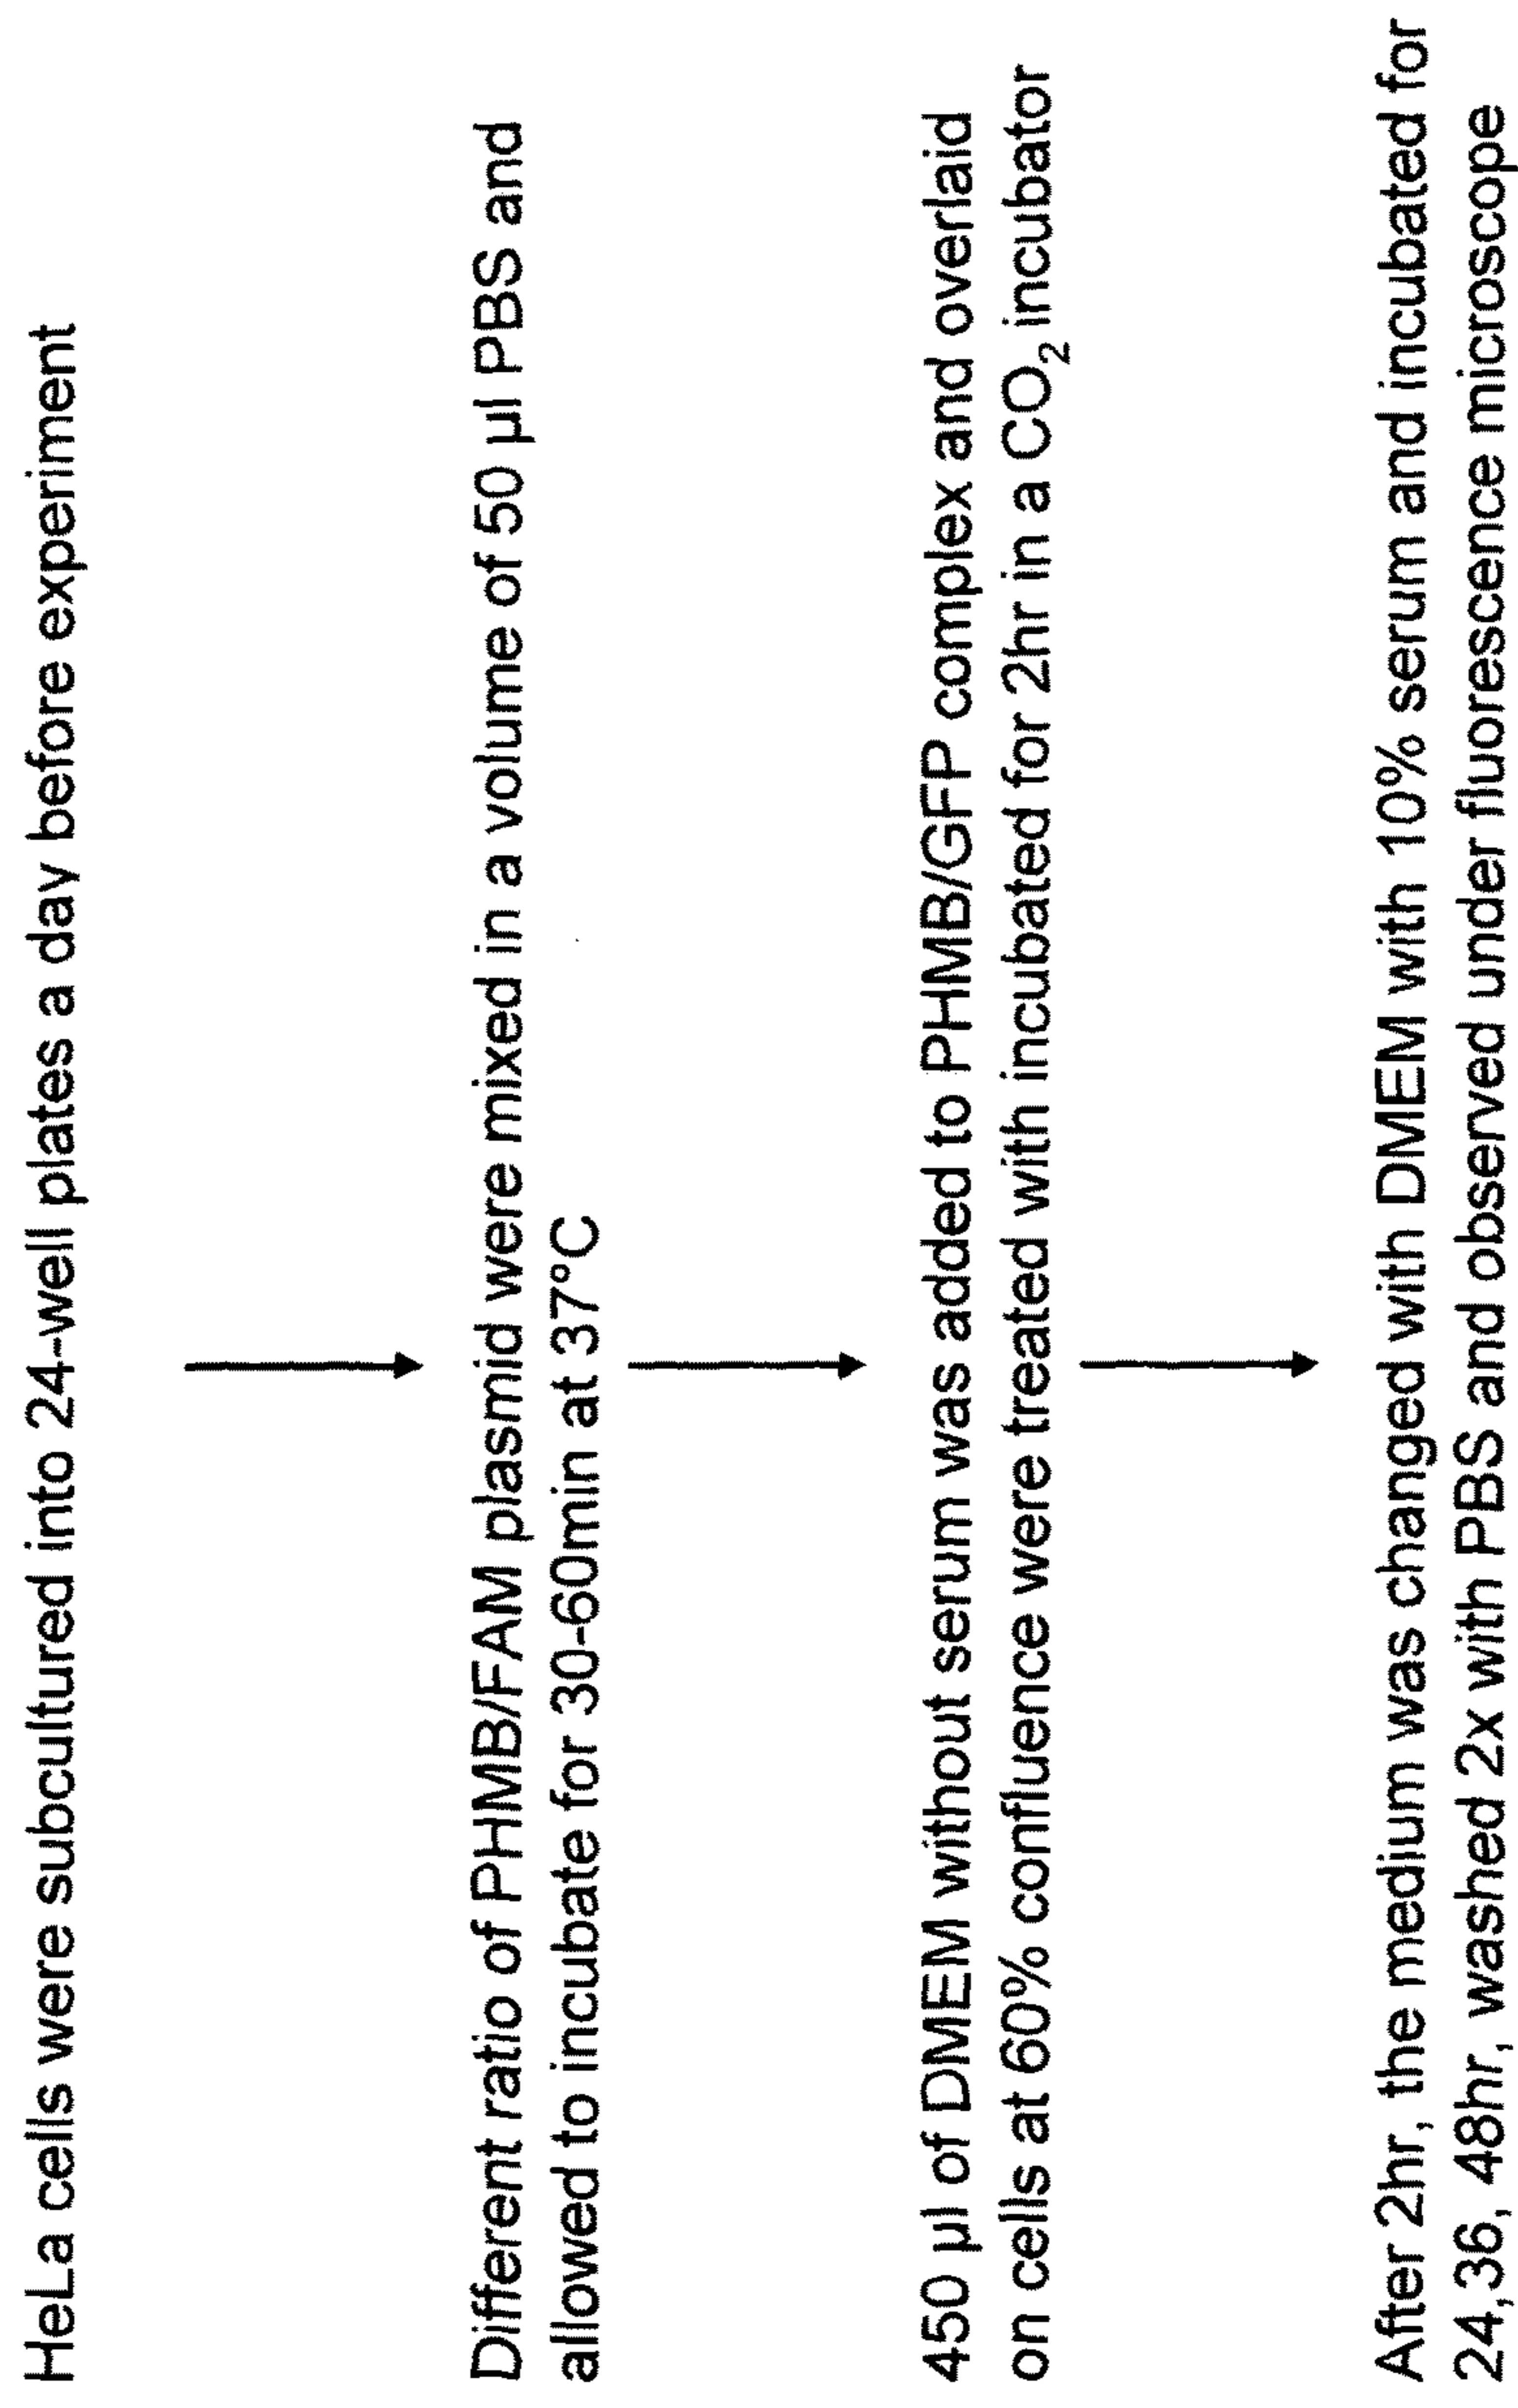 HeLa cells were subcultured into 24-well plates a day before experiment
Different ratio of PHMB/FAM plasmid were mixed in a volume of 50 µl PBS and
allowed to incubate for 30-60min at 37°C
450 µl of DMEM without serum was added to PHMB/GFP complex and overlaid
on cells at 60% confluence were treated with incubated for 2hr in a CO₂ incubator
After 2hr, the medium was changed with DMEM with 10% serum and incubated for
24,36, 48hr, washed 2x with PBS and observed under fluorescence microscope